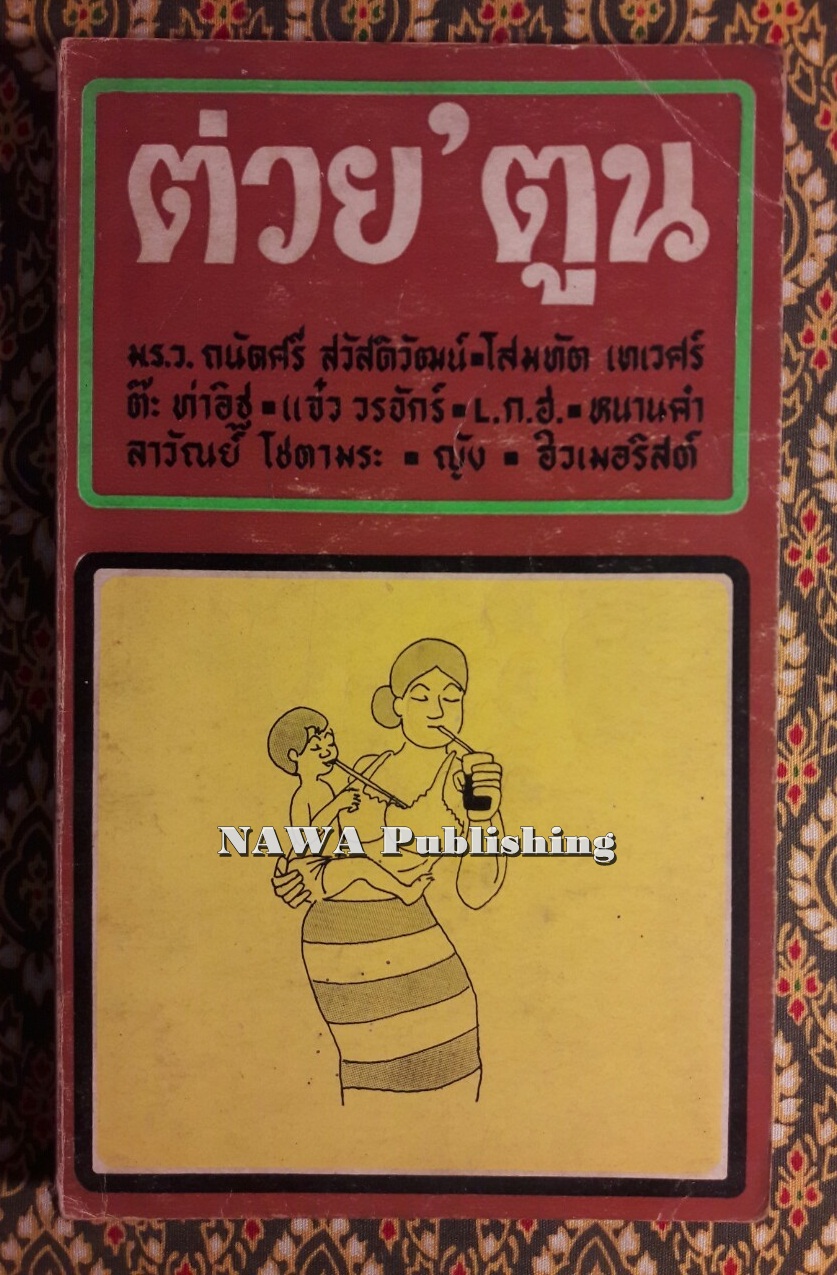 ต่วย'ตูน
ม.ร.ว. ถนัดศรี สวัสดิวัฒน์▪โสมทัต เทเวศร์
ต๊ะ ท่าอิฐ▪แจ๋ว วรจักร์▪L.ก.ฮ.▪หนานคำ
ลาวัณย์ โชตามระ ▪ ญัง ▪ ฮิวเมอริสต์
NAWA Publishing